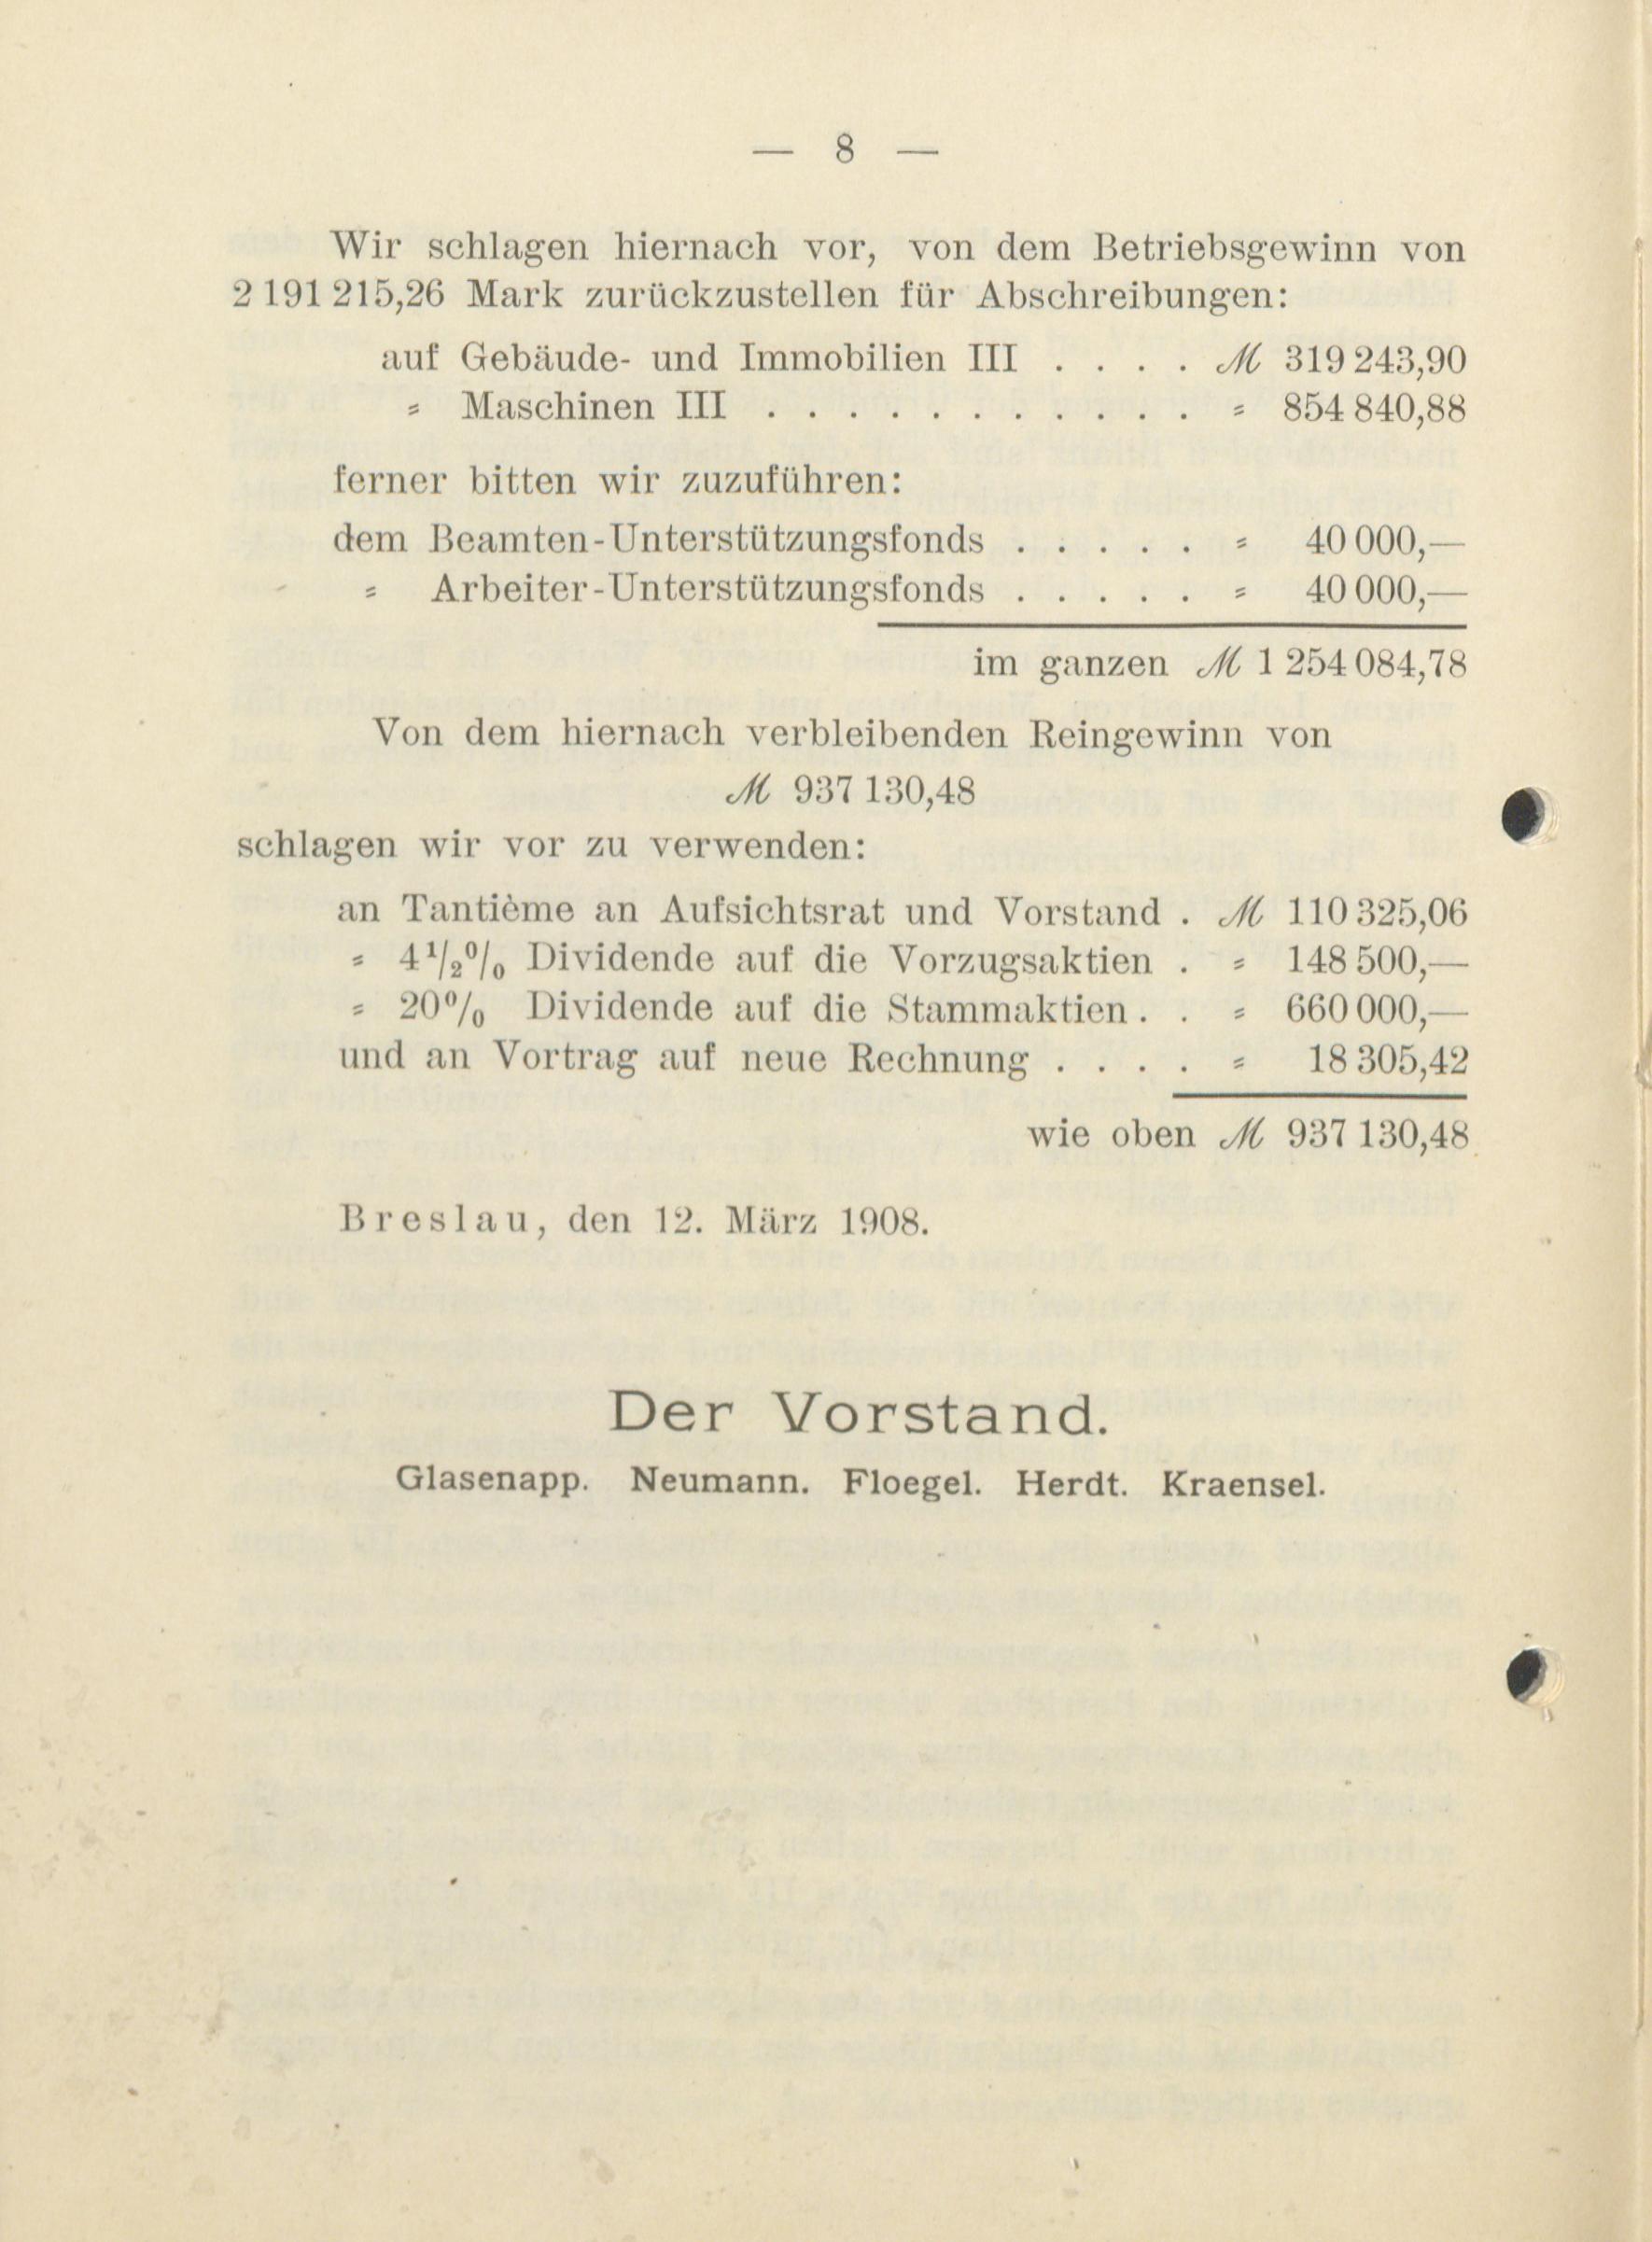 — 8 —
Wir schlagen hiernach vor, von dem Betriebsgewinn von
2 191 215,26 Mark zurückzustellen für Abschreibungen:
auf Gebäude- und Immobilien III . . . . ℳ 319 243,90
⸗ Maschinen III . . . . . . . . . . . ⸗ 854 840,88
ferner bitten wir zuzuführen:
dem Beamten-Unterstützungsfonds . . . . . ⸗ 40 000,—
⸗ Arbeiter-Unterstützungsfonds . . . . . ⸗ 40 000,—
im ganzen ℳ 1 254 084,78
Von dem hiernach verbleibenden Reingewinn von
ℳ 937 130,48
schlagen wir vor zu verwenden:
an Tantième an Aufsichtsrat und Vorstand . ℳ 110 325,06
⸗ 4 1/2 % Dividende auf die Vorzugsaktien . ⸗ 148 500,—
⸗ 20 % Dividende auf die Stammaktien . . ⸗ 660 000,—
und an Vortrag auf neue Rechnung . . . . ⸗ 18 305,42
wie oben ℳ 937 130,48
Breslau, den 12. März 1908.
Der Vorstand.
Glasenapp. Neumann. Floegel. Herdt. Kraensel.